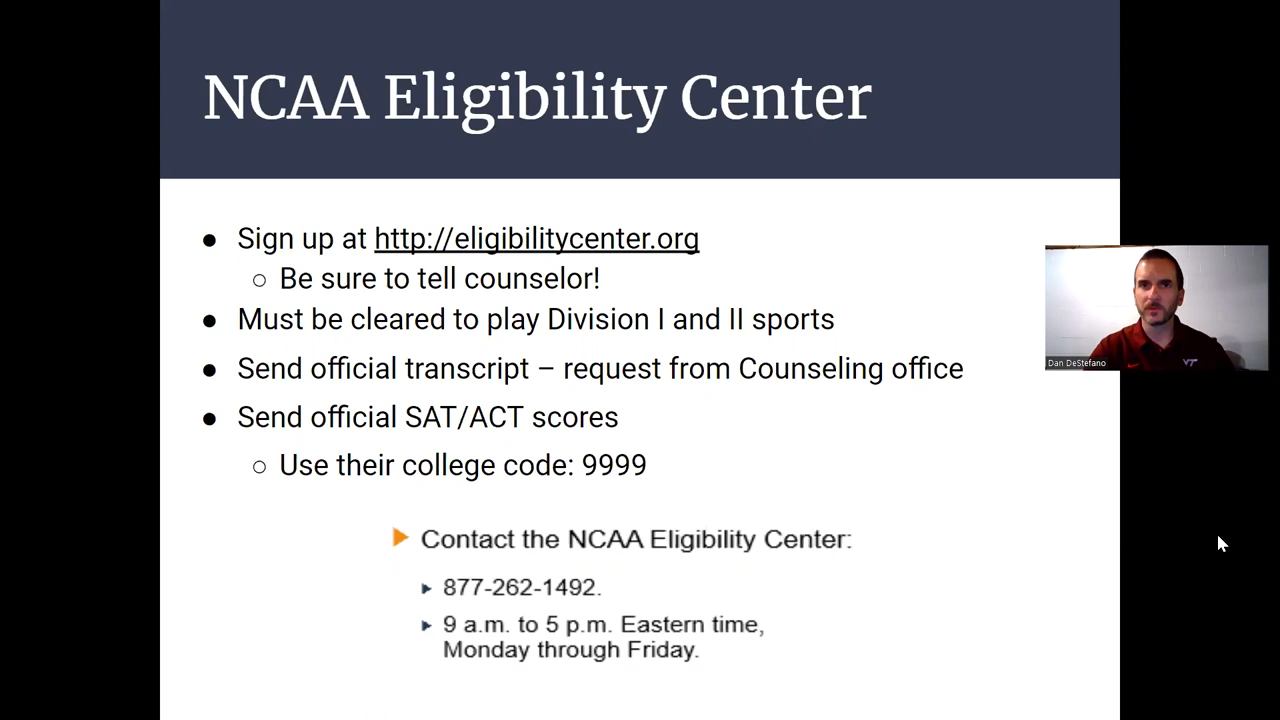 NCAA Eligibility Center
● Sign up at http://eligibilitycenter.org
○ Be sure to tell counselor!
● Must be cleared to play Division I and II sports
● Send official transcript – request from Counseling office
● Send official SAT/ACT scores
○ Use their college code: 9999
Contact the NCAA Eligibility Center:
877-262-1492.
9 a.m. to 5 p.m. Eastern time,
Monday through Friday.
Dan DeStefano
VT